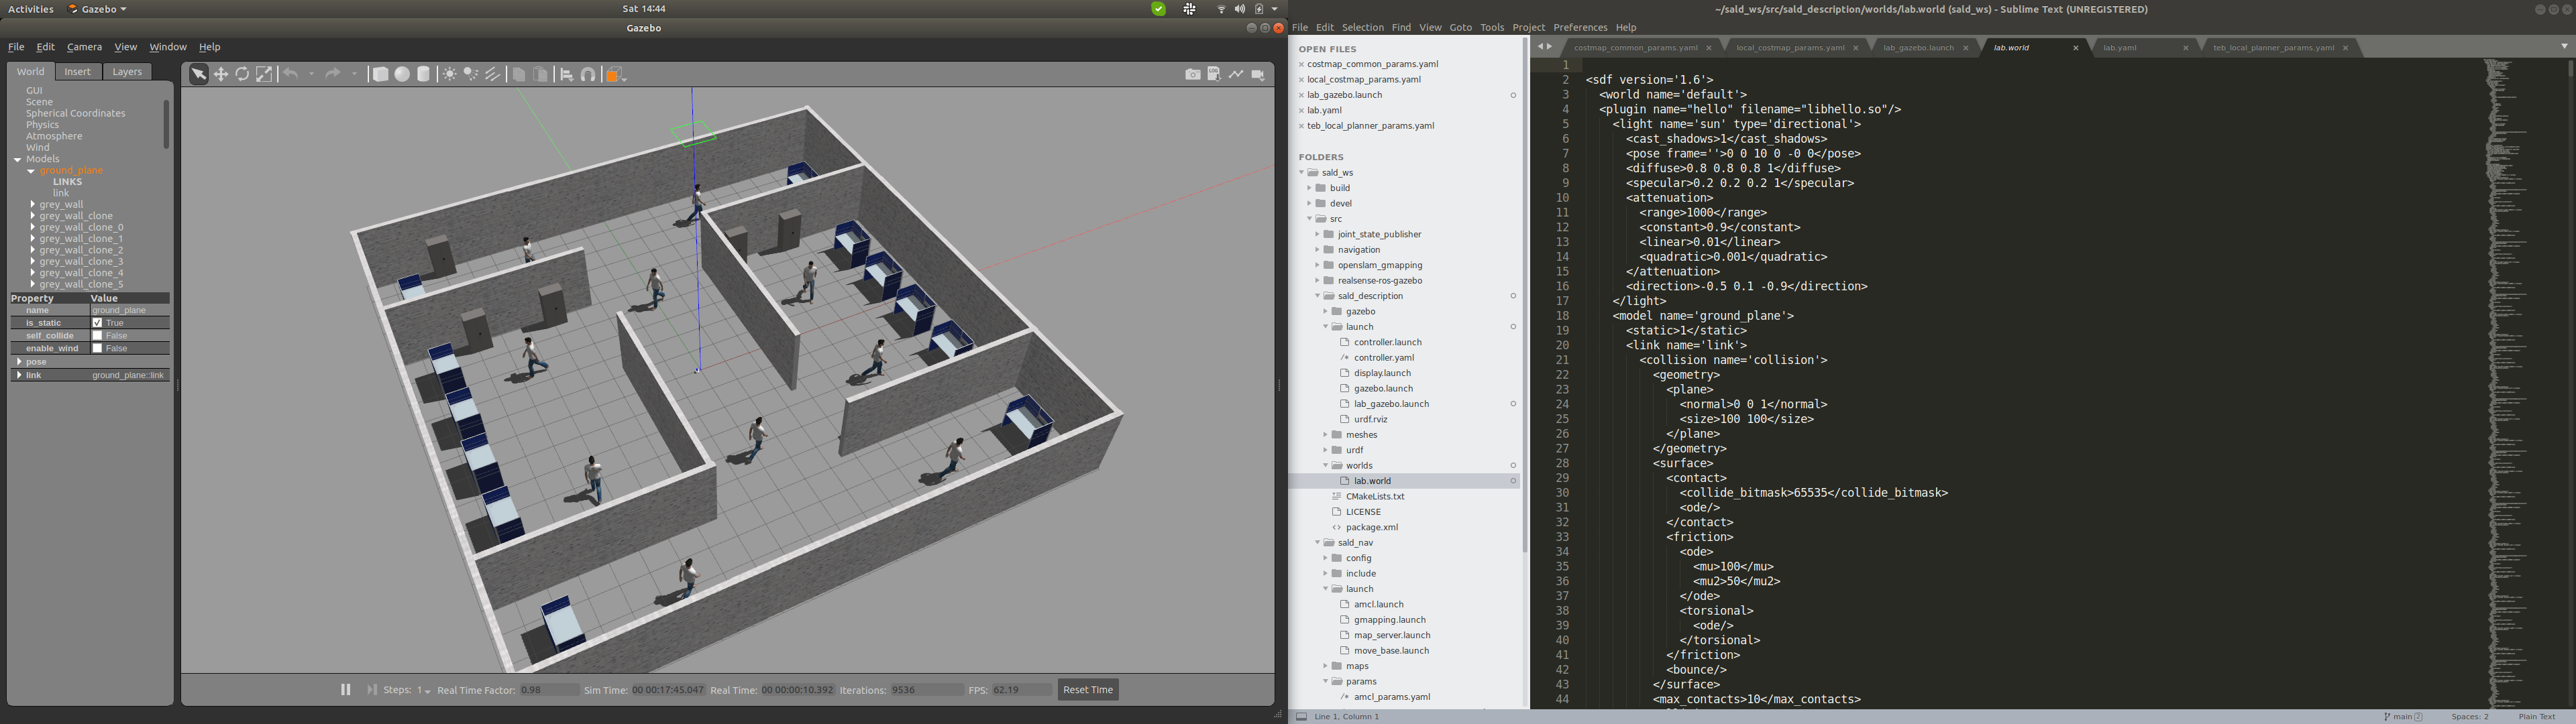 Activities Gazebo Sat 14:44
Gazebo
File Edit Camera View Window Help
World Insert Layers
GUI
Scene
Spherical Coordinates
Physics
Atmosphere
Wind
Models
ground_plane
LINKS
link
grey_wall
grey_wall_clone
grey_wall_clone_0
grey_wall_clone_1
grey_wall_clone_2
grey_wall_clone_3
grey_wall_clone_4
grey_wall_clone_5
Property Value
name ground_plane
is_static True
self_collide False
enable_wind False
pose
link ground_plane::link
Steps: 1 Real Time Factor: 0.98 Sim Time: 00 00:17:45.047 Real Time: 00 00:00:10.392 Iterations: 9536 FPS: 62.19 Reset Time
~/sald_ws/src/sald_description/worlds/lab.world (sald_ws) - Sublime Text (UNREGISTERED)
File Edit Selection Find View Goto Tools Project Preferences Help
OPEN FILES
costmap_common_params.yaml
local_costmap_params.yaml
lab_gazebo.launch
lab.yaml
teb_local_planner_params.yaml
FOLDERS
sald_ws
build
devel
src
joint_state_publisher
navigation
openslam_gmapping
realsense-ros-gazebo
sald_description
gazebo
launch
controller.launch
/* controller.yaml
display.launch
gazebo.launch
lab_gazebo.launch
urdf.rviz
meshes
urdf
worlds
lab.world
CMakeLists.txt
LICENSE
<> package.xml
sald_nav
config
include
launch
amcl.launch
gmapping.launch
map_server.launch
move_base.launch
maps
params
/* amcl_params.yaml
costmap_common_params.yaml local_costmap_params.yaml lab_gazebo.launch lab.world lab.yaml teb_local_planner_params.yaml
1
2 <sdf version='1.6'>
3 <world name='default'>
4 <plugin name="hello" filename="libhello.so"/>
5 <light name='sun' type='directional'>
6 <cast_shadows>1</cast_shadows>
7 <pose frame=''>0 0 10 0 -0 0</pose>
8 <diffuse>0.8 0.8 0.8 1</diffuse>
9 <specular>0.2 0.2 0.2 1</specular>
10 <attenuation>
11 <range>1000</range>
12 <constant>0.9</constant>
13 <linear>0.01</linear>
14 <quadratic>0.001</quadratic>
15 </attenuation>
16 <direction>-0.5 0.1 -0.9</direction>
17 </light>
18 <model name='ground_plane'>
19 <static>1</static>
20 <link name='link'>
21 <collision name='collision'>
22 <geometry>
23 <plane>
24 <normal>0 0 1</normal>
25 <size>100 100</size>
26 </plane>
27 </geometry>
28 <surface>
29 <contact>
30 <collide_bitmask>65535</collide_bitmask>
31 <ode/>
32 </contact>
33 <friction>
34 <ode>
35 <mu>100</mu>
36 <mu2>50</mu2>
37 </ode>
38 <torsional>
39 <ode/>
40 </torsional>
41 </friction>
42 <bounce/>
43 </surface>
44 <max_contacts>10</max_contacts>
Line 1, Column 1 main 2 Spaces: 2 Plain Text